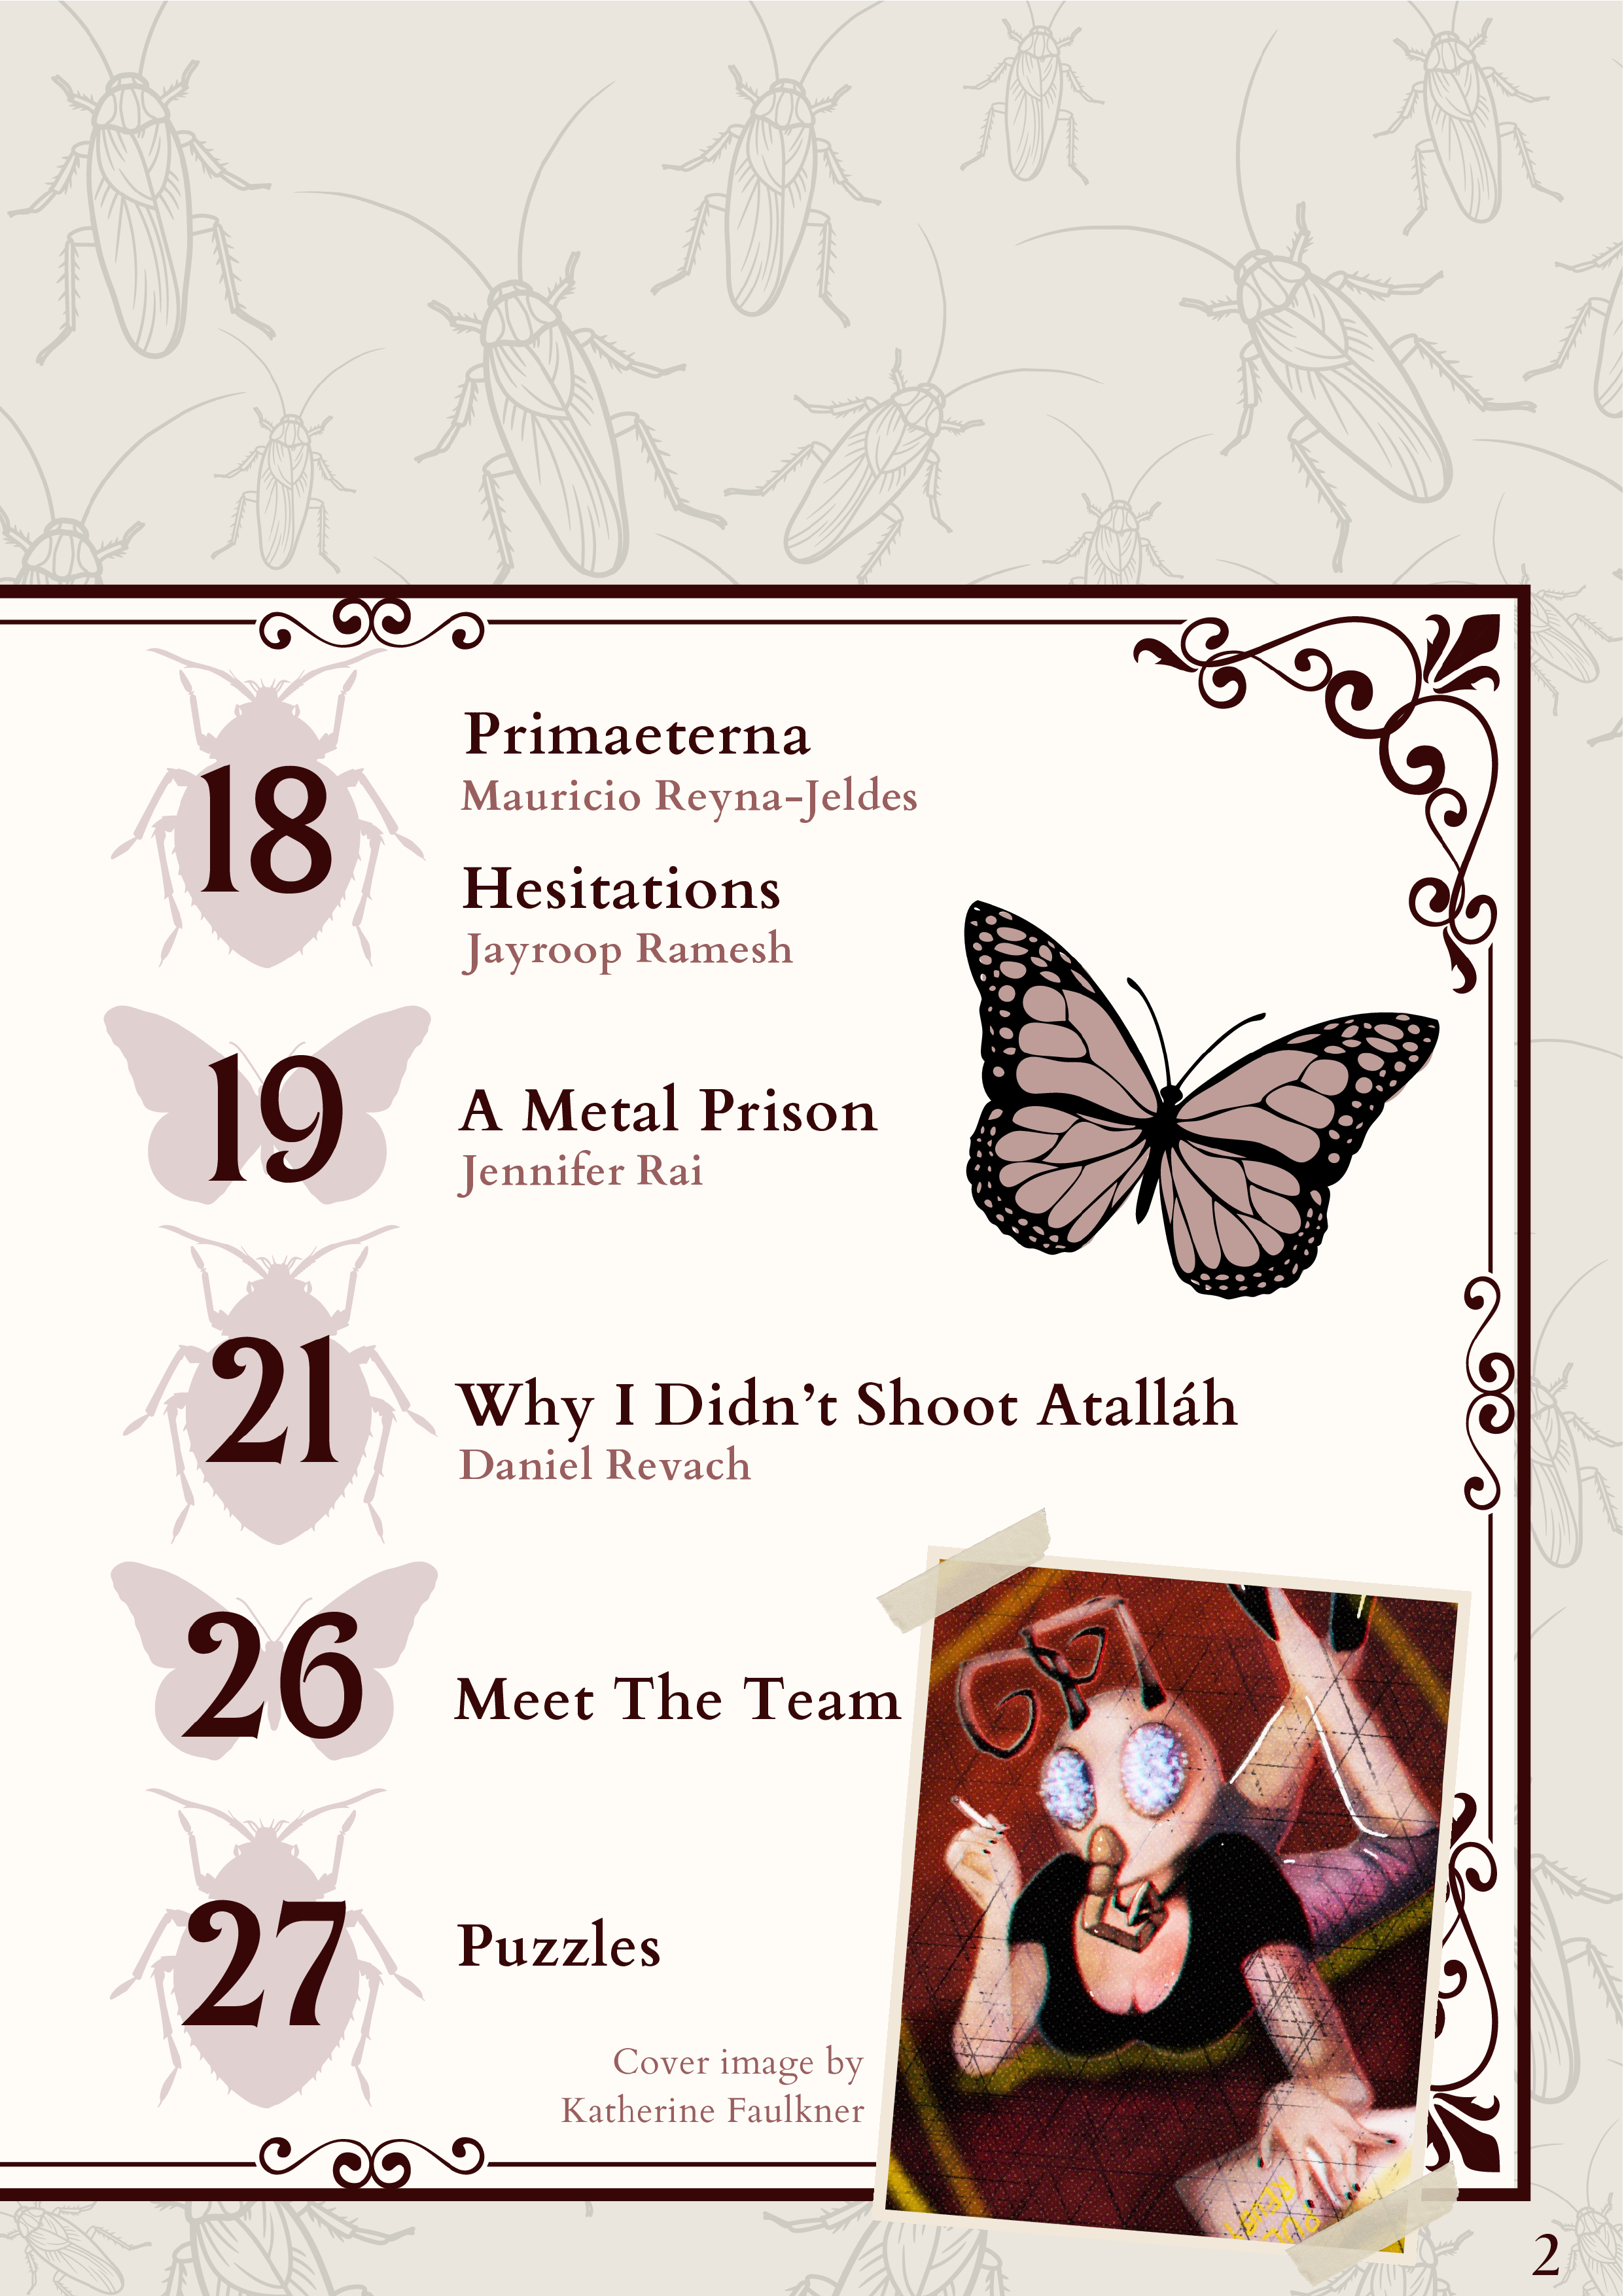 18
Primaeterna
Mauricio Reyna-Jeldes
Hesitations
Jayroop Ramesh
19
A Metal Prison
Jennifer Rai
21
Why I Didn't Shoot Atalláh
Daniel Revach
26
Meet The Team
27
Puzzles
Cover image by
Katherine Faulkner
2